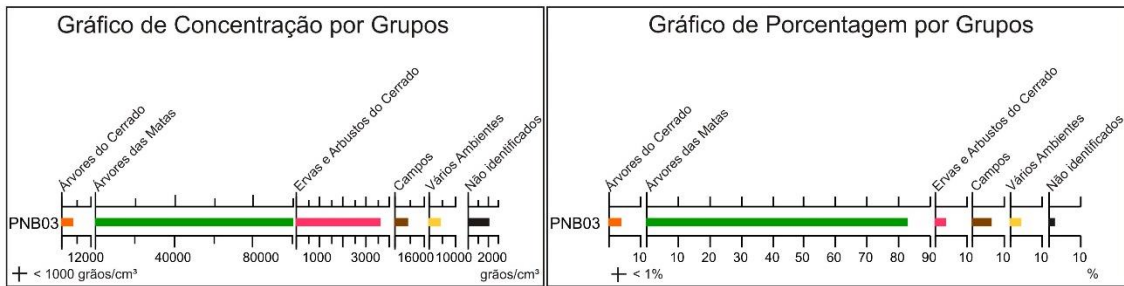 Gráfico de Concentração por Grupos
Árvores do Cerrado
Árvores das Matas
Ervas e Arbustos do Cerrado
Campos
Vários Ambientes
Não identificados
PNB03
12000 40000 80000 1000 3000 16000 10000 2000
+ < 1000 grãos/cm³ grãos/cm³
Gráfico de Porcentagem por Grupos
Árvores do Cerrado
Árvores das Matas
Ervas e Arbustos do Cerrado
Campos
Vários Ambientes
Não identificados
PNB03
10 10 20 30 40 50 60 70 80 90 10 10 10 10
+ < 1% %